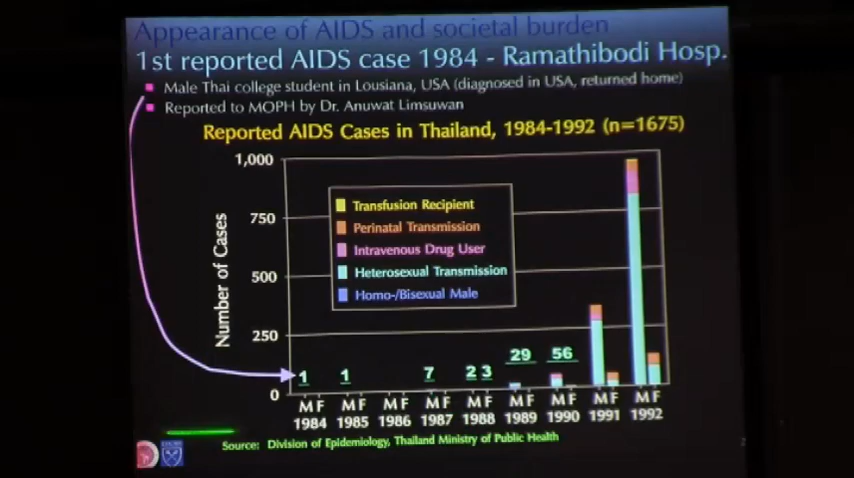 Appearance of AIDS and societal burden
1st reported AIDS case 1984 - Ramathibodi Hosp.
Male Thai college student in Lousiana, USA (diagnosed in USA, returned home)
Reported to MOPH by Dr. Anuwat Limsuwan
Reported AIDS Cases in Thailand, 1984-1992 (n=1675)
1,000
750
500
250
0
Number of Cases
Transfusion Recipient
Perinatal Transmission
Intravenous Drug User
Heterosexual Transmission
Homo-/Bisexual Male
1 1 7 2 3 29 56
M F M F M F M F M F M F M F M F M F
1984 1985 1986 1987 1988 1989 1990 1991 1992
Source: Division of Epidemiology, Thailand Ministry of Public Health